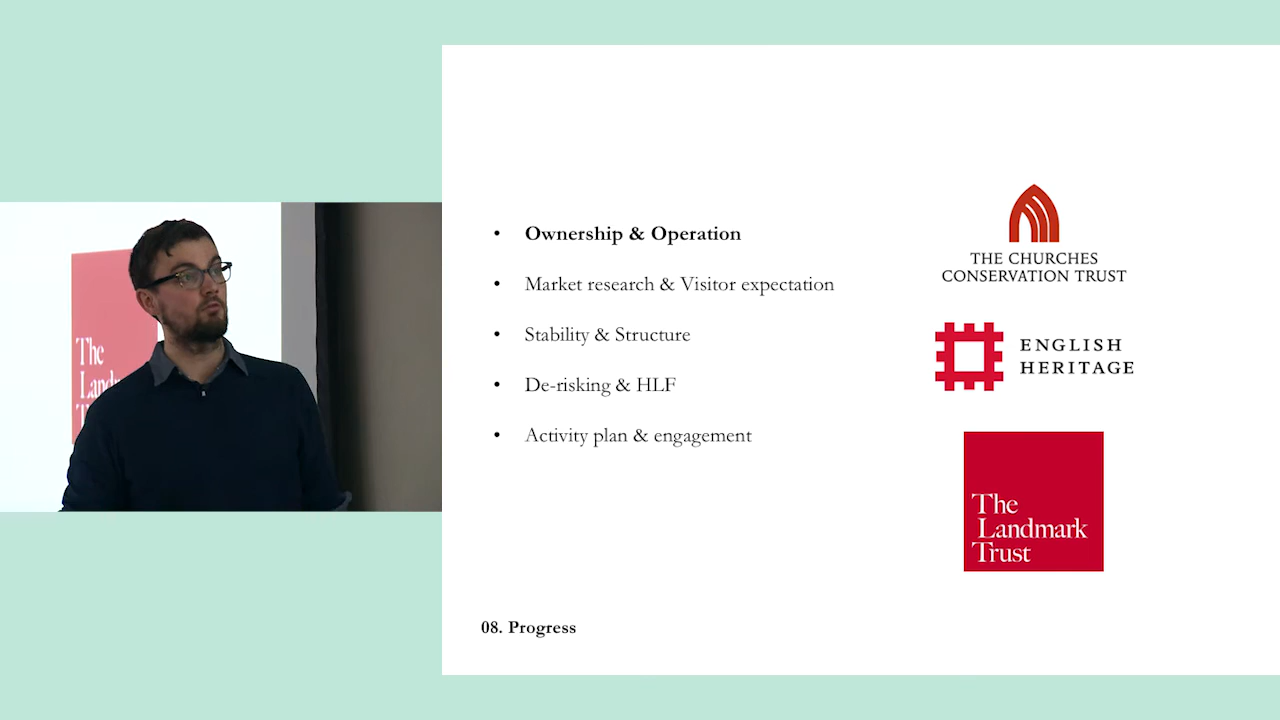 • Ownership & Operation
• Market research & Visitor expectation
• Stability & Structure
• De-risking & HLF
• Activity plan & engagement
THE CHURCHES
CONSERVATION TRUST
ENGLISH
HERITAGE
The
Landmark
Trust
08. Progress
The